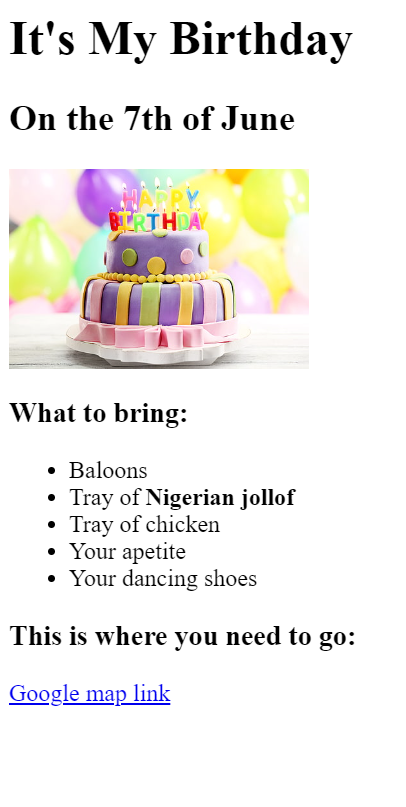 It's My Birthday
On the 7th of June
HAPPY
BIRTHDAY
What to bring:
Baloons
Tray of Nigerian jollof
Tray of chicken
Your apetite
Your dancing shoes
This is where you need to go:
Google map link